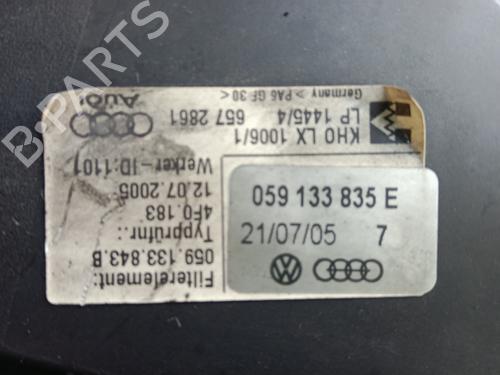 059 133 835 E
21/07/05 7
Germany > PA6 GF 30 <
KHO LX 1006/1
LP 1445/4 657 2861
AUDI
Werker-ID:1101
12.07.2005
4F0.183
Typprüfnr.:
059.133.843.B
Filterelement:
B-PARTS